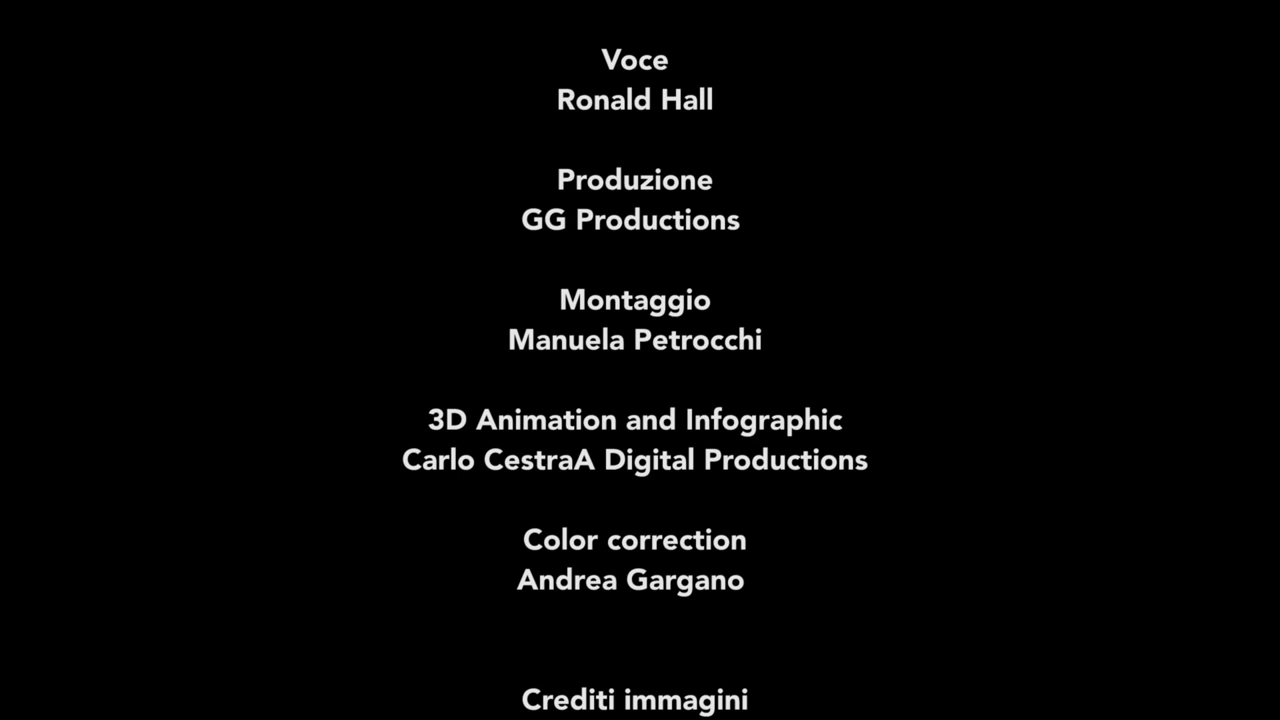 Voce
Ronald Hall
Produzione
GG Productions
Montaggio
Manuela Petrocchi
3D Animation and Infographic
Carlo CestraA Digital Productions
Color correction
Andrea Gargano
Crediti immagini